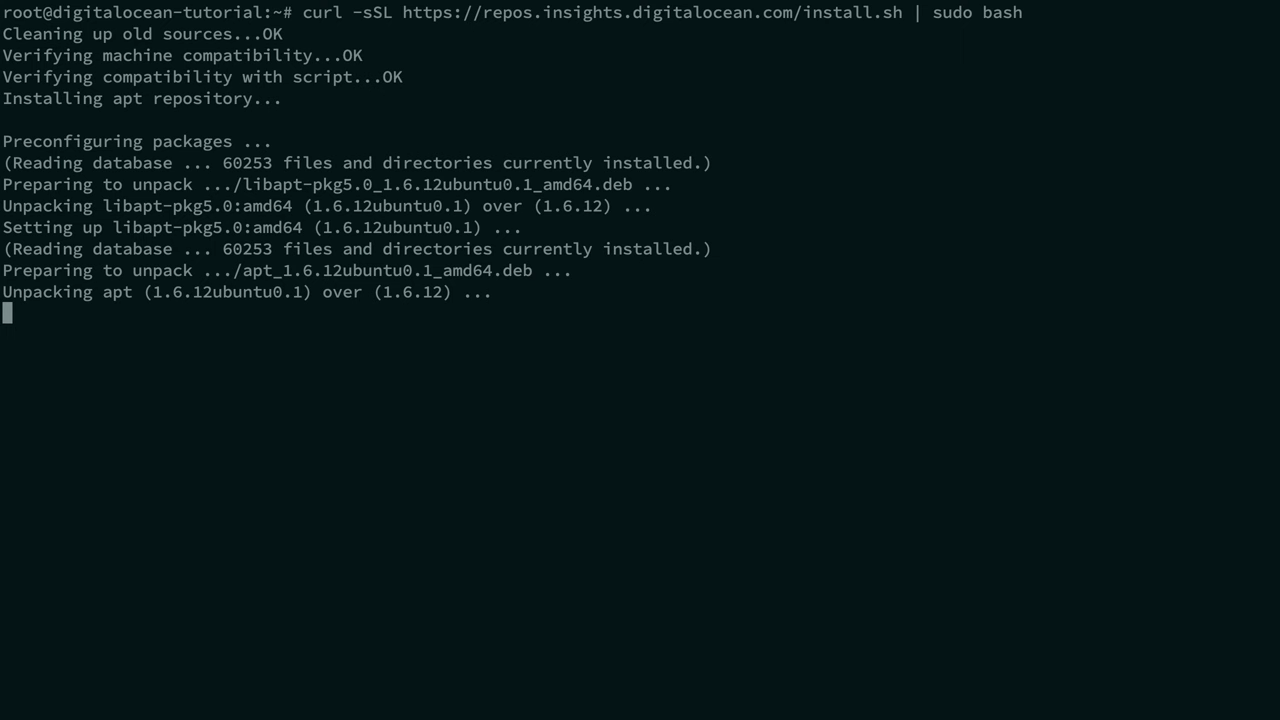 root@digitalocean-tutorial:~# curl -sSL https://repos.insights.digitalocean.com/install.sh | sudo bash
Cleaning up old sources...OK
Verifying machine compatibility...OK
Verifying compatibility with script...OK
Installing apt repository...
Preconfiguring packages ...
(Reading database ... 60253 files and directories currently installed.)
Preparing to unpack .../libapt-pkg5.0_1.6.12ubuntu0.1_amd64.deb ...
Unpacking libapt-pkg5.0:amd64 (1.6.12ubuntu0.1) over (1.6.12) ...
Setting up libapt-pkg5.0:amd64 (1.6.12ubuntu0.1) ...
(Reading database ... 60253 files and directories currently installed.)
Preparing to unpack .../apt_1.6.12ubuntu0.1_amd64.deb ...
Unpacking apt (1.6.12ubuntu0.1) over (1.6.12) ...